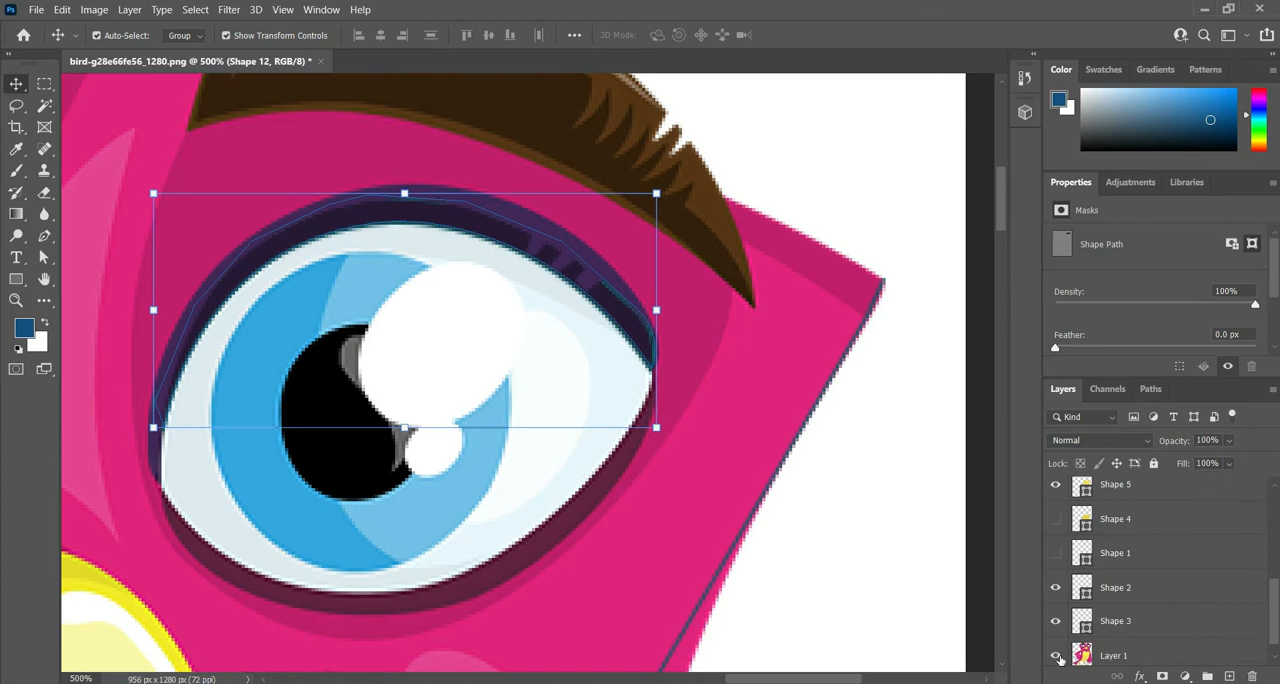 Ps File Edit Image Layer Type Select Filter 3D View Window Help
Auto-Select: Group Show Transform Controls 3D Mode:
bird-g28e66fe56_1280.png @ 500% (Shape 12, RGB/8) *
Color Swatches Gradients Patterns
Properties Adjustments Libraries
Masks
Shape Path
Density: 100%
Feather: 0.0 px
Layers Channels Paths
Kind
Normal Opacity: 100%
Lock: Fill: 100%
Shape 5
Shape 4
Shape 1
Shape 2
Shape 3
Layer 1
500% 956 px x 1280 px (72 ppi)